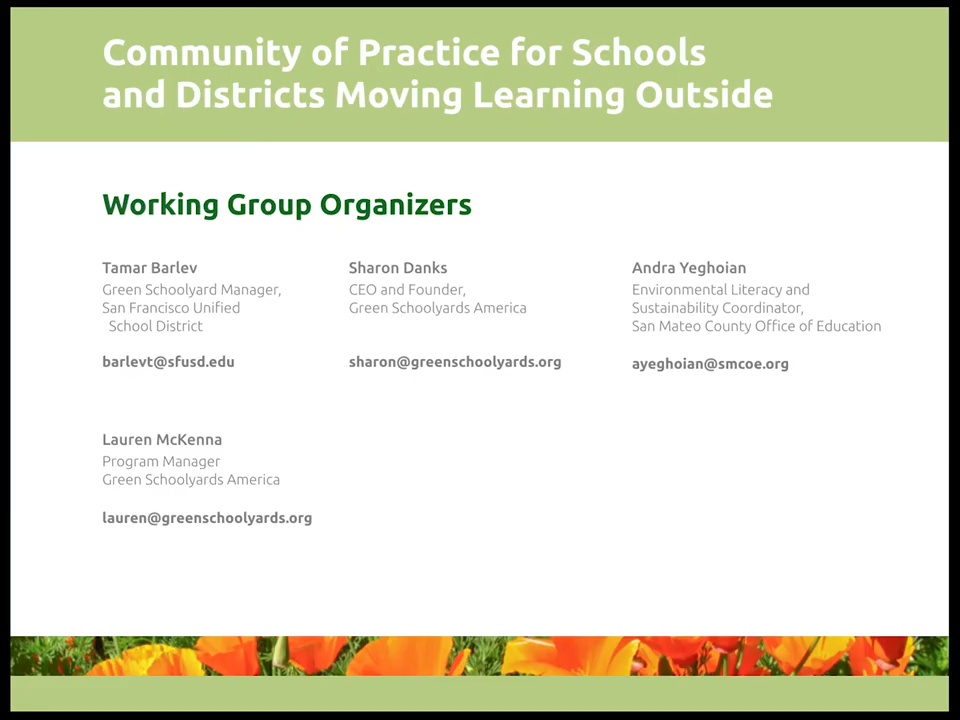 Community of Practice for Schools
and Districts Moving Learning Outside
Working Group Organizers
Tamar Barlev
Green Schoolyard Manager,
San Francisco Unified
School District
barlevt@sfusd.edu
Sharon Danks
CEO and Founder,
Green Schoolyards America
sharon@greenschoolyards.org
Andra Yeghoian
Environmental Literacy and
Sustainability Coordinator,
San Mateo County Office of Education
ayeghoian@smcoe.org
Lauren McKenna
Program Manager
Green Schoolyards America
lauren@greenschoolyards.org